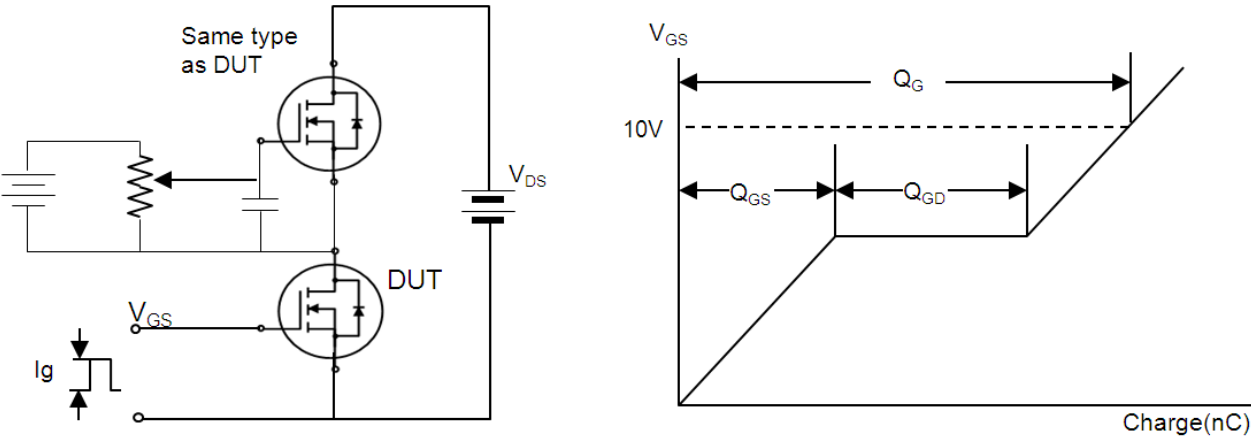 Same type
as DUT
V_DS
DUT
V_GS
Ig
V_GS
Q_G
10V
Q_GS
Q_GD
Charge(nC)